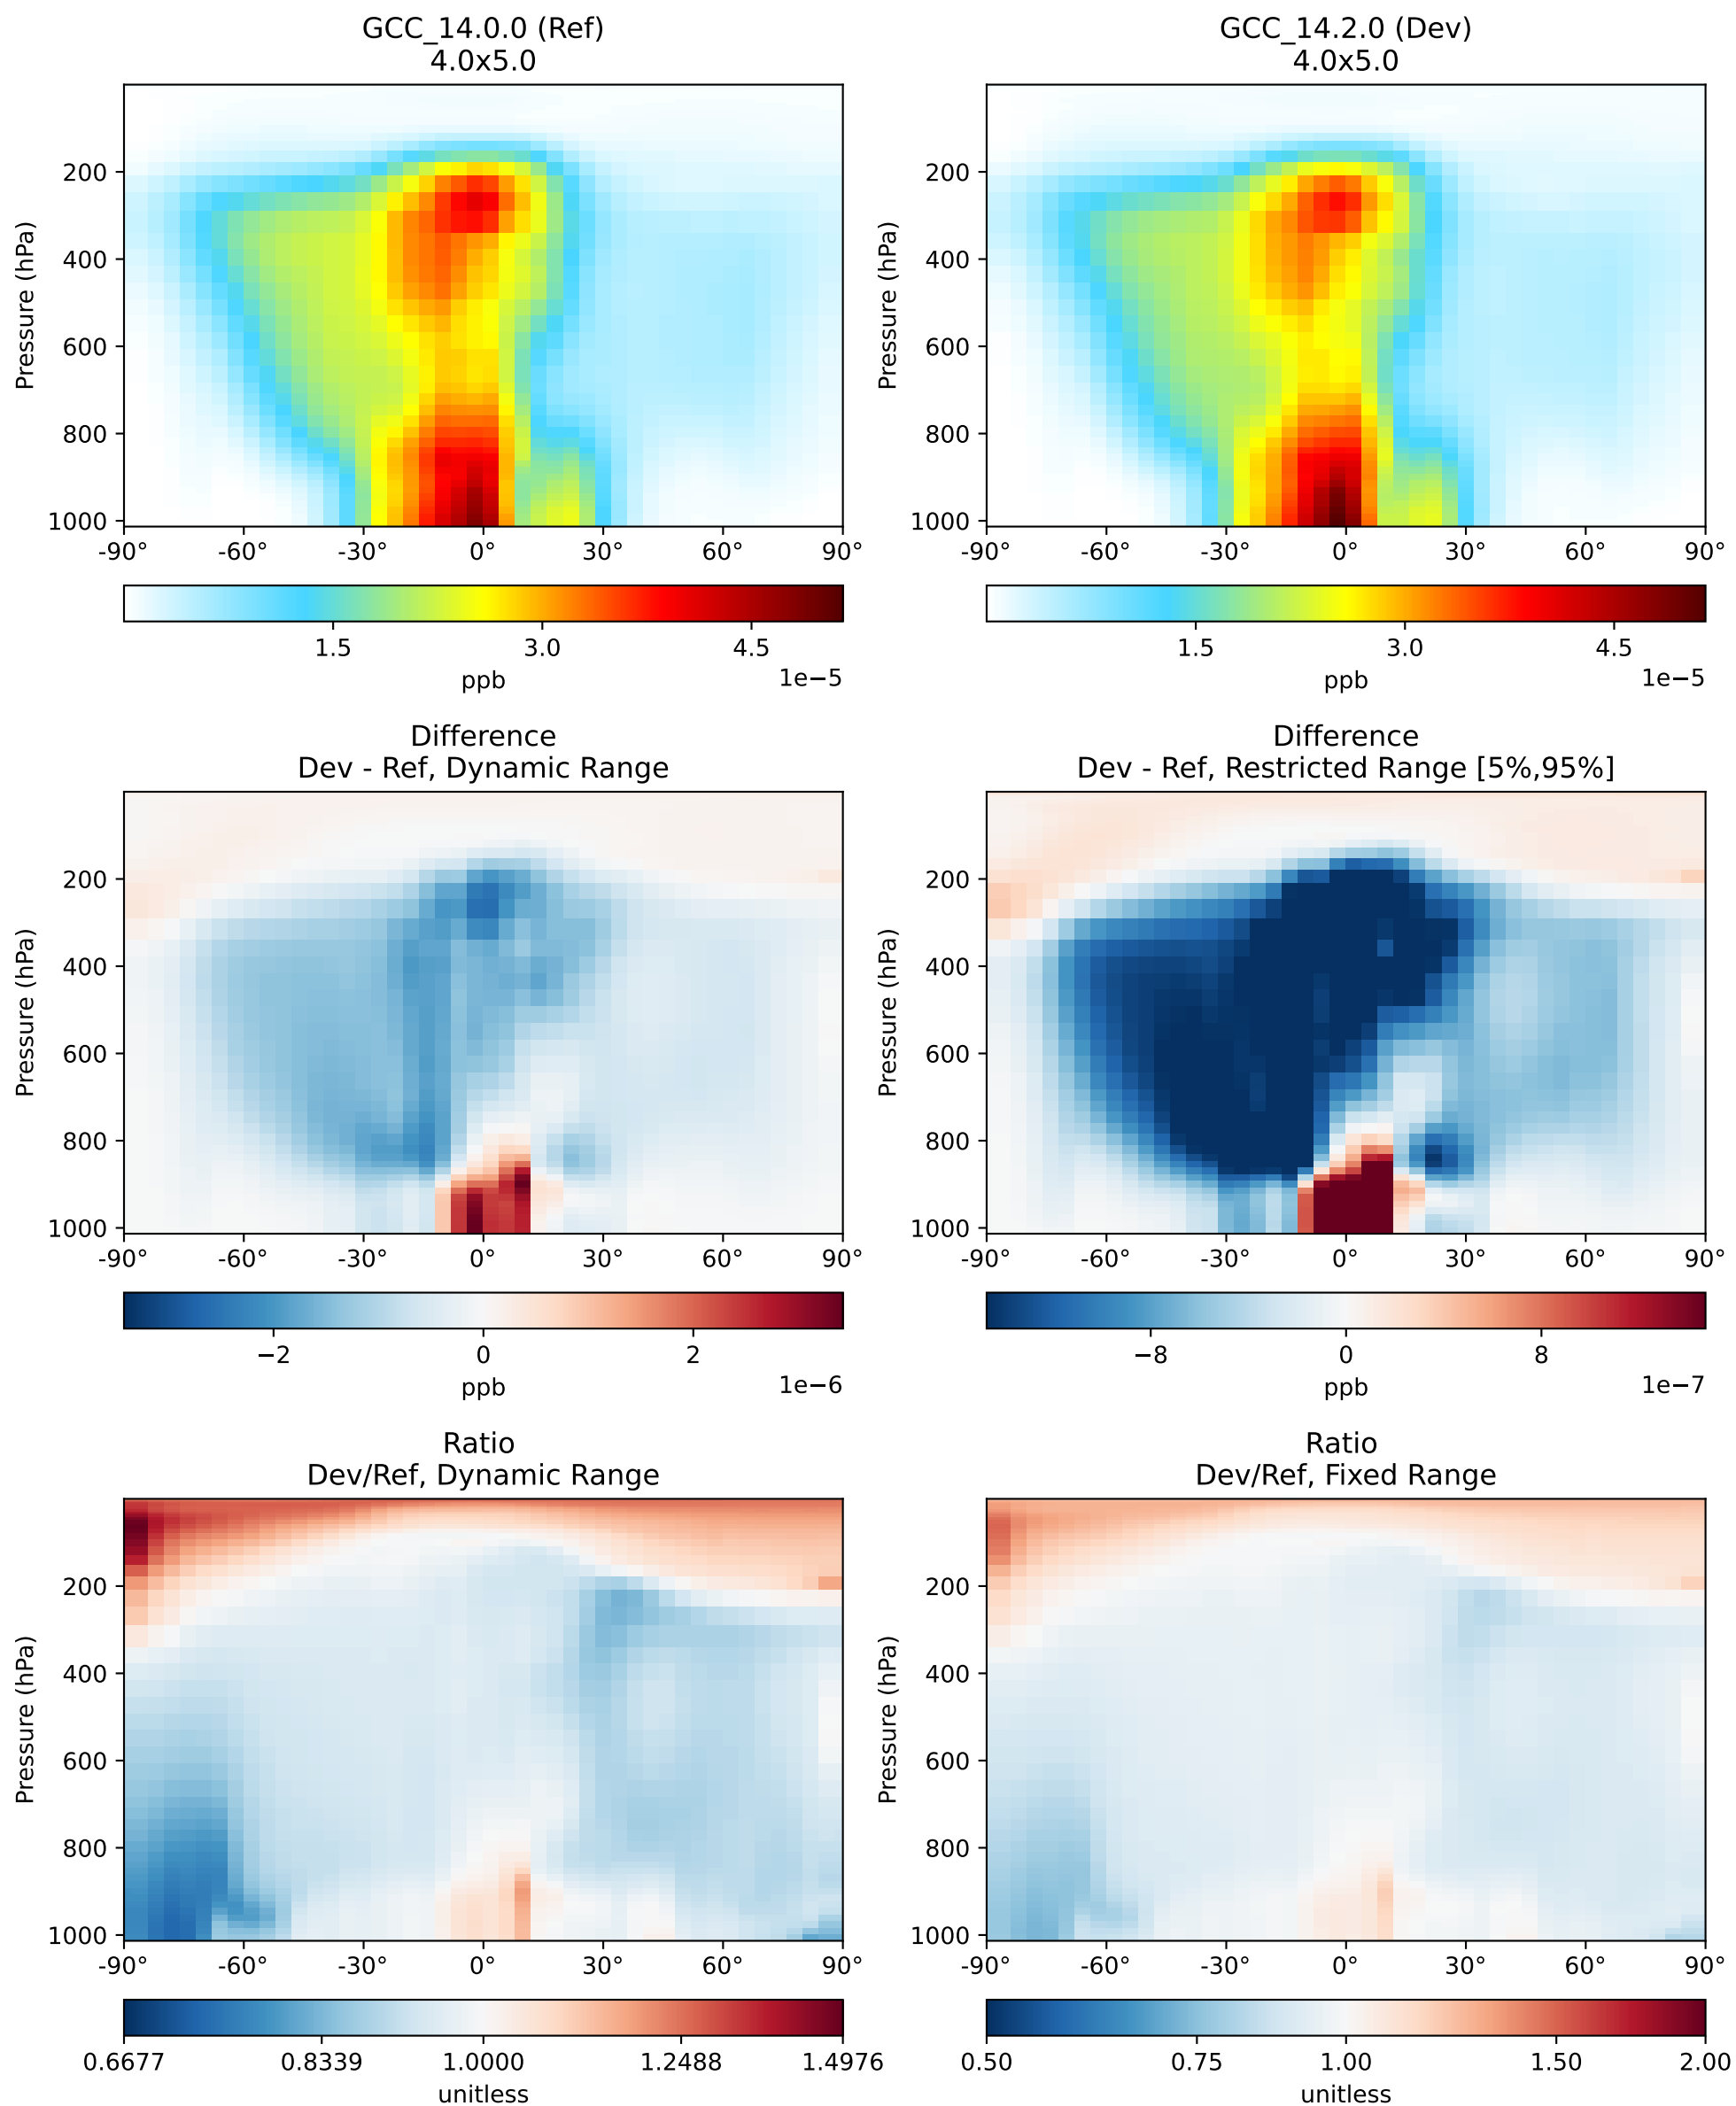 GCC_14.0.0 (Ref)
4.0x5.0
Pressure (hPa)
200
400
600
800
1000
-90° -60° -30° 0° 30° 60° 90°
1.5 3.0 4.5
1e−5
ppb
GCC_14.2.0 (Dev)
4.0x5.0
Pressure (hPa)
200
400
600
800
1000
-90° -60° -30° 0° 30° 60° 90°
1.5 3.0 4.5
1e−5
ppb
Difference
Dev - Ref, Dynamic Range
Pressure (hPa)
200
400
600
800
1000
-90° -60° -30° 0° 30° 60° 90°
−2 0 2
1e−6
ppb
Difference
Dev - Ref, Restricted Range [5%,95%]
Pressure (hPa)
200
400
600
800
1000
-90° -60° -30° 0° 30° 60° 90°
−8 0 8
1e−7
ppb
Ratio
Dev/Ref, Dynamic Range
Pressure (hPa)
200
400
600
800
1000
-90° -60° -30° 0° 30° 60° 90°
0.6677 0.8339 1.0000 1.2488 1.4976
unitless
Ratio
Dev/Ref, Fixed Range
Pressure (hPa)
200
400
600
800
1000
-90° -60° -30° 0° 30° 60° 90°
0.50 0.75 1.00 1.50 2.00
unitless